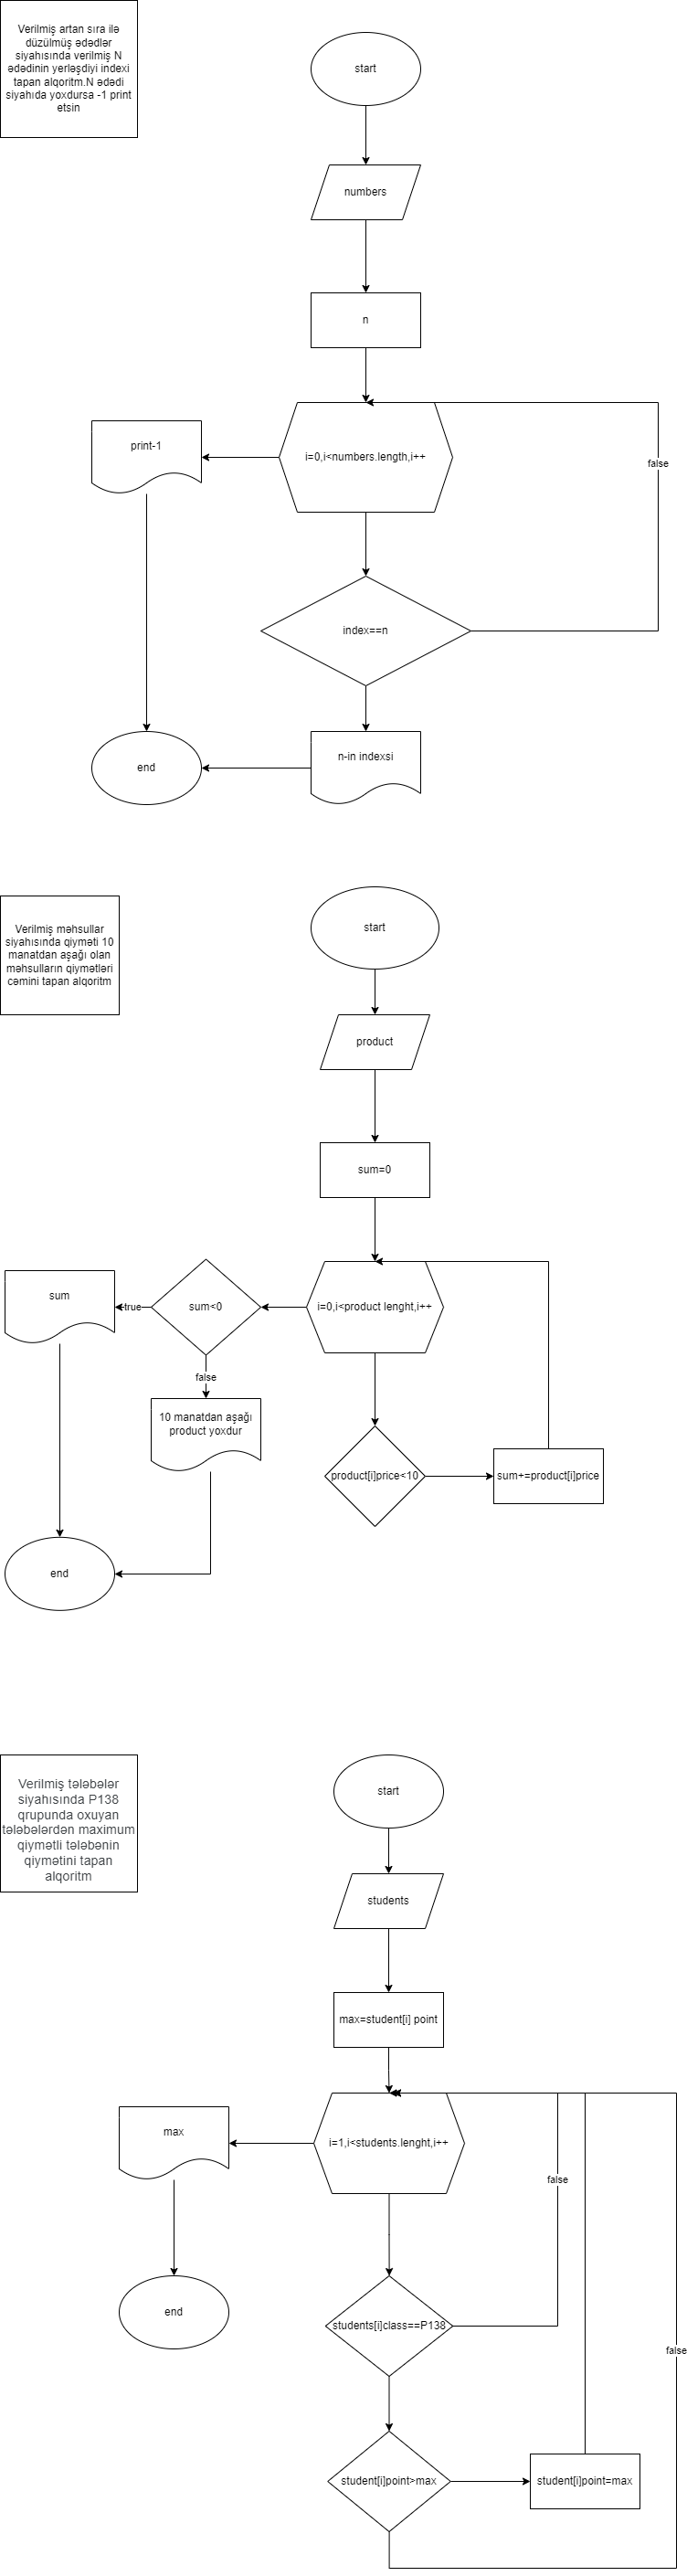 Verilmiş artan sıra ilə
düzülmüş ədədlər
siyahısında verilmiş N
ədədinin yerləşdiyi indexi
tapan alqoritm.N ədədi
siyahıda yoxdursa -1 print
etsin
start
numbers
n
i=0,i<numbers.length,i++
print-1
false
index==n
n-in indexsi
end
Verilmiş məhsullar
siyahısında qiyməti 10
manatdan aşağı olan
məhsulların qiymətləri
cəmini tapan alqoritm
start
product
sum=0
i=0,i<product lenght,i++
sum<0
true
sum
false
10 manatdan aşağı
product yoxdur
product[i]price<10
sum+=product[i]price
end
Verilmiş tələbələr
siyahısında P138
qrupunda oxuyan
tələbələrdən maximum
qiymətli tələbənin
qiymətini tapan
alqoritm
start
students
max=student[i] point
i=1,i<students.lenght,i++
max
false
end
students[i]class==P138
false
student[i]point>max
student[i]point=max